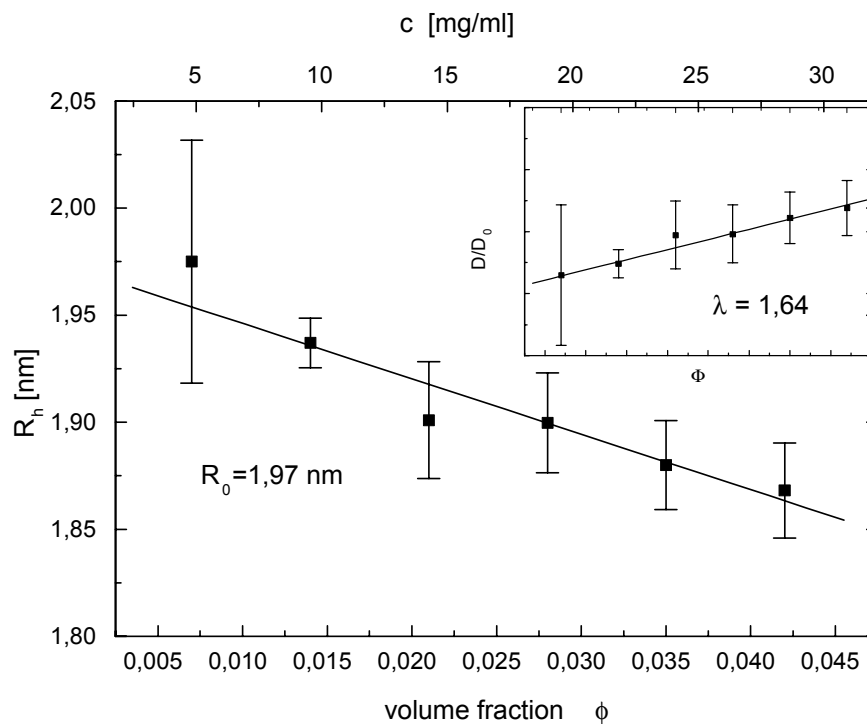 c [mg/ml]
5 10 15 20 25 30
2,05
2,00
1,95
1,90
1,85
1,80
R_h [nm]
D/D_0
λ = 1,64
Φ
R_0=1,97 nm
0,005 0,010 0,015 0,020 0,025 0,030 0,035 0,040 0,045
volume fraction ϕ